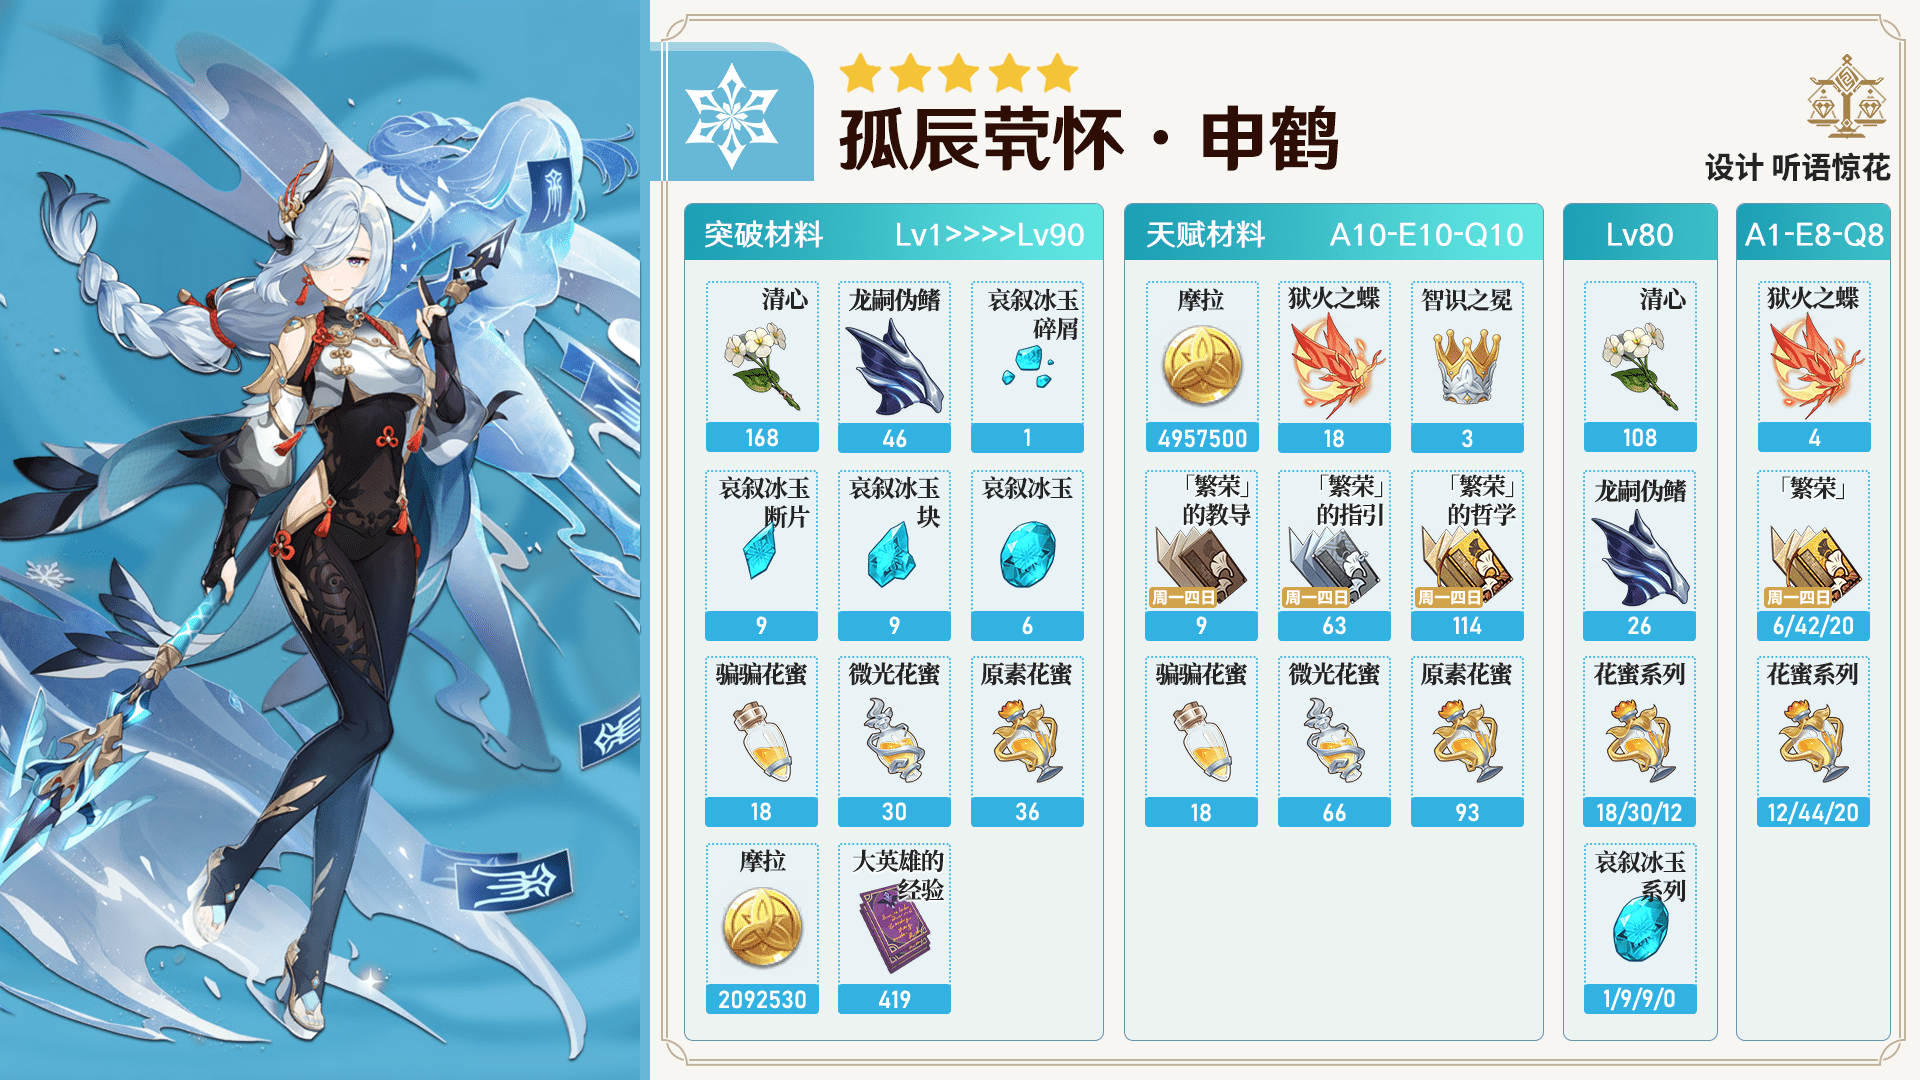 孤辰茕怀·申鹤
设计 听语惊花
突破材料 Lv1>>>>Lv90
清心
168
龙嗣伪鳍
46
哀叙冰玉
碎屑
1
哀叙冰玉
断片
9
哀叙冰玉
块
9
哀叙冰玉
6
骗骗花蜜
18
微光花蜜
30
原素花蜜
36
摩拉
2092530
大英雄的
经验
419
天赋材料 A10-E10-Q10
摩拉
4957500
狱火之蝶
18
智识之冕
3
「繁荣」
的教导
周一四日
9
「繁荣」
的指引
周一四日
63
「繁荣」
的哲学
周一四日
114
骗骗花蜜
18
微光花蜜
66
原素花蜜
93
Lv80
清心
108
龙嗣伪鳍
26
花蜜系列
18/30/12
哀叙冰玉
系列
1/9/9/0
A1-E8-Q8
狱火之蝶
4
「繁荣」
周一四日
6/42/20
花蜜系列
12/44/20